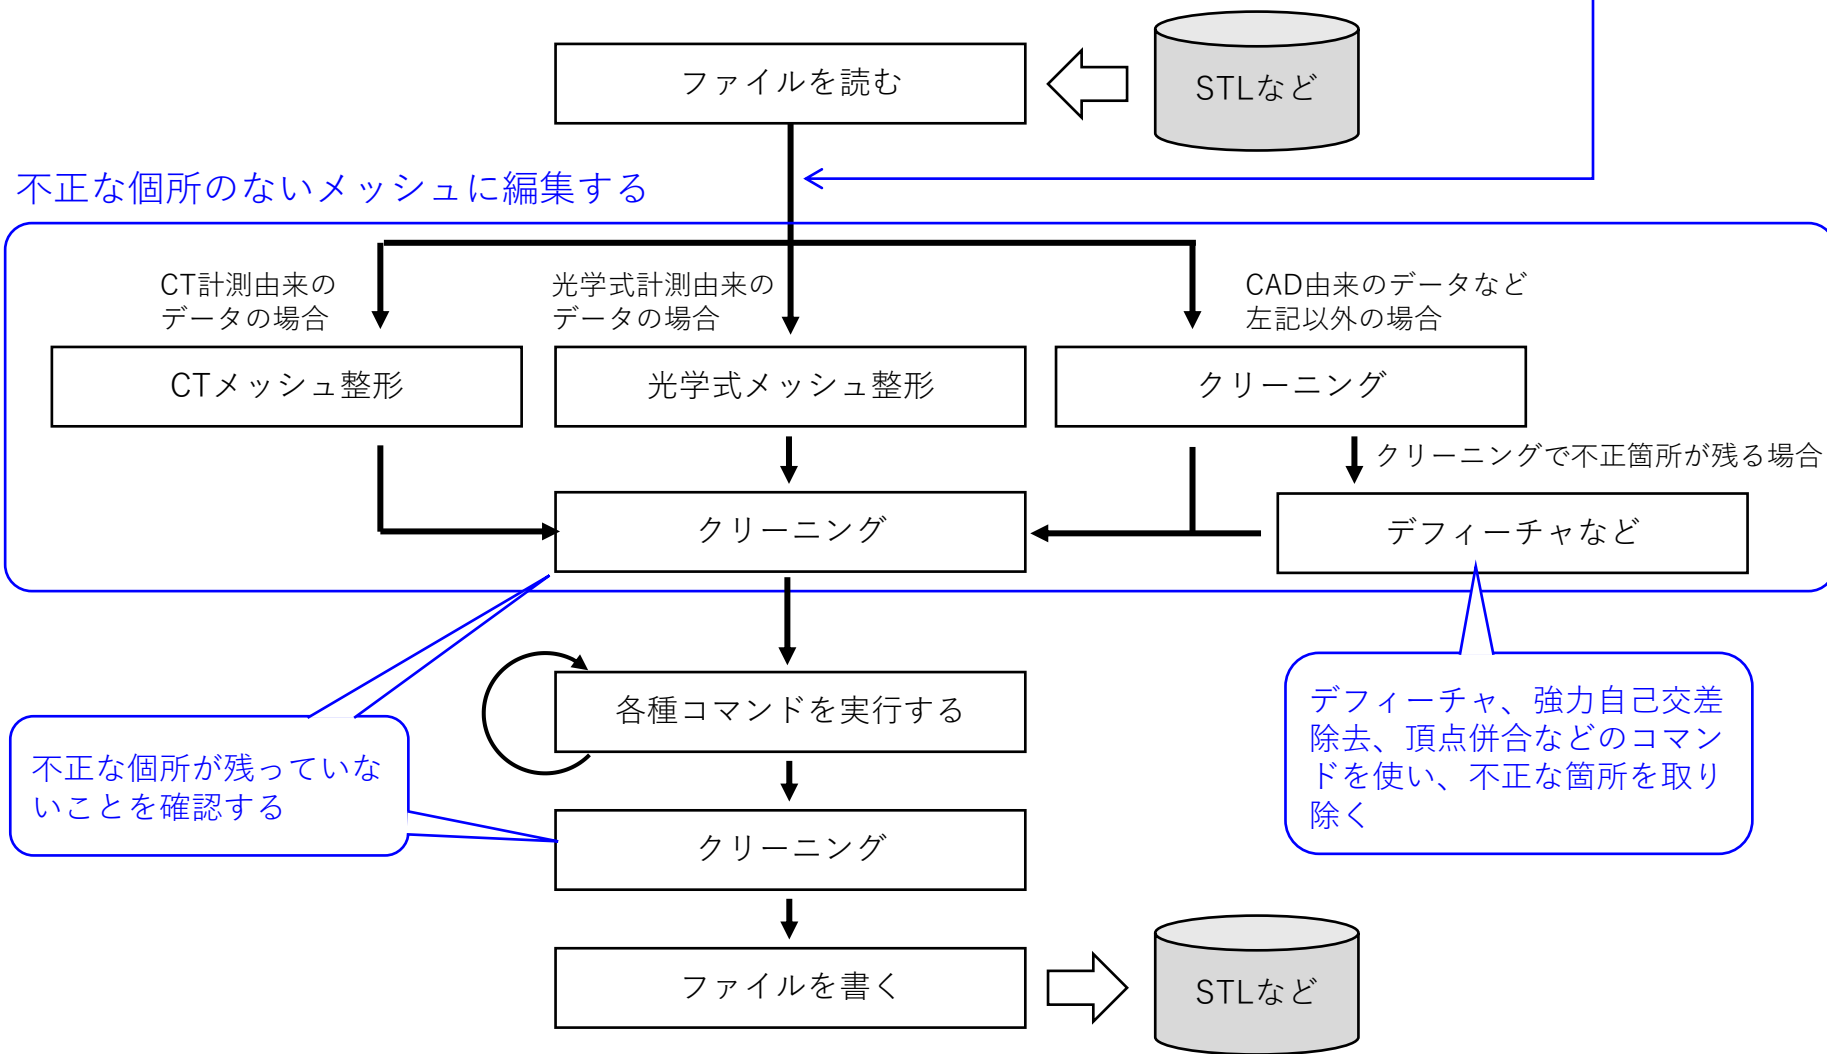 ファイルを読む
STLなど
不正な個所のないメッシュに編集する
CT計測由来の
データの場合
光学式計測由来の
データの場合
CAD由来のデータなど
左記以外の場合
CTメッシュ整形
光学式メッシュ整形
クリーニング
クリーニングで不正箇所が残る場合
クリーニング
デフィーチャなど
各種コマンドを実行する
デフィーチャ、強力自己交差
除去、頂点併合などのコマン
ドを使い、不正な箇所を取り
除く
不正な個所が残っていな
いことを確認する
クリーニング
ファイルを書く
STLなど